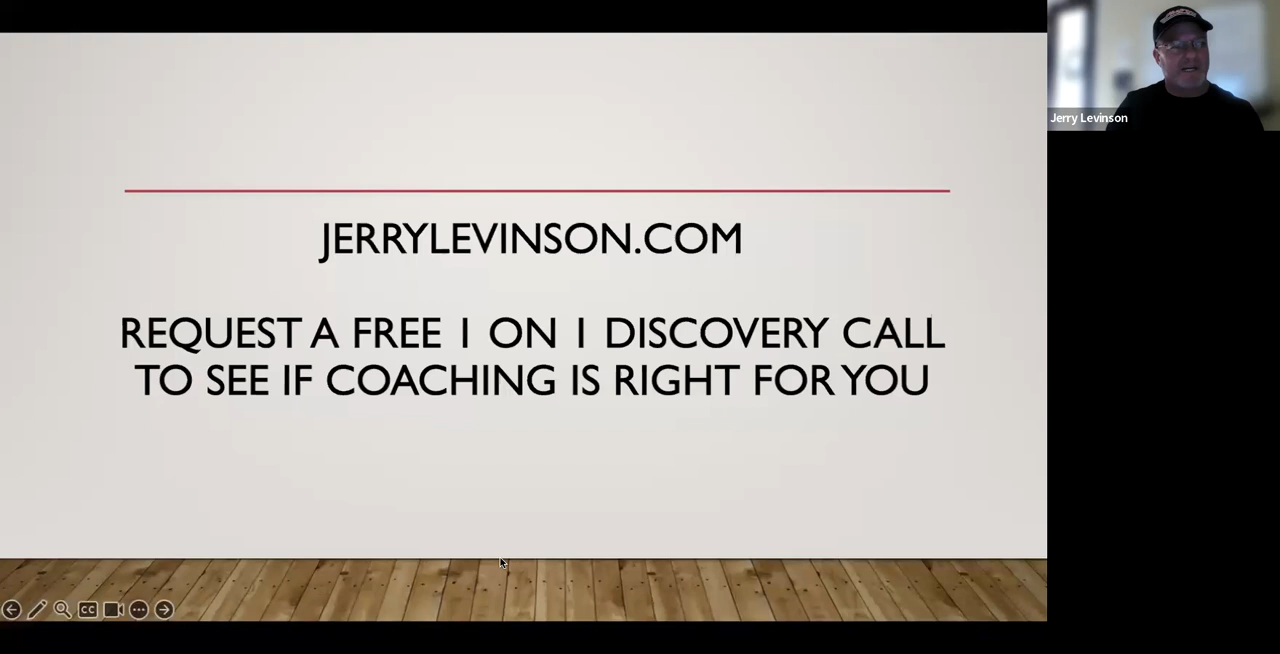 JERRYLEVINSON.COM
REQUEST A FREE 1 ON 1 DISCOVERY CALL
TO SEE IF COACHING IS RIGHT FOR YOU
Jerry Levinson
CC